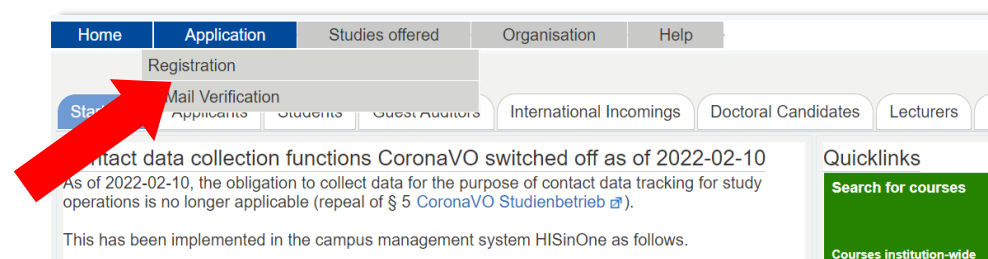 Home Application Studies offered Organisation Help
Registration
Mail Verification
Applicants Students Guest Auditors International Incomings Doctoral Candidates Lecturers
contact data collection functions CoronaVO switched off as of 2022-02-10
As of 2022-02-10, the obligation to collect data for the purpose of contact data tracking for study
operations is no longer applicable (repeal of § 5 CoronaVO Studienbetrieb).
This has been implemented in the campus management system HISinOne as follows.
Quicklinks
Search for courses
Courses institution-wide